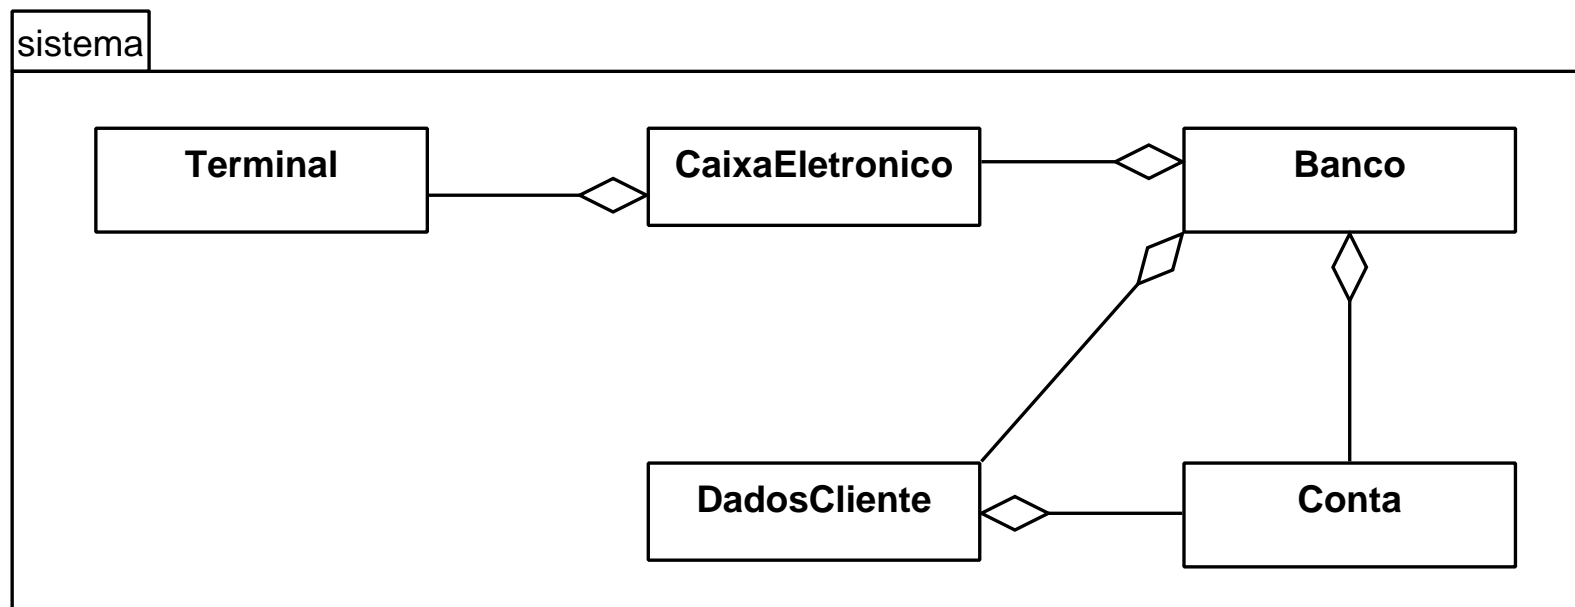 sistema
Terminal
CaixaEletronico
Banco
DadosCliente
Conta